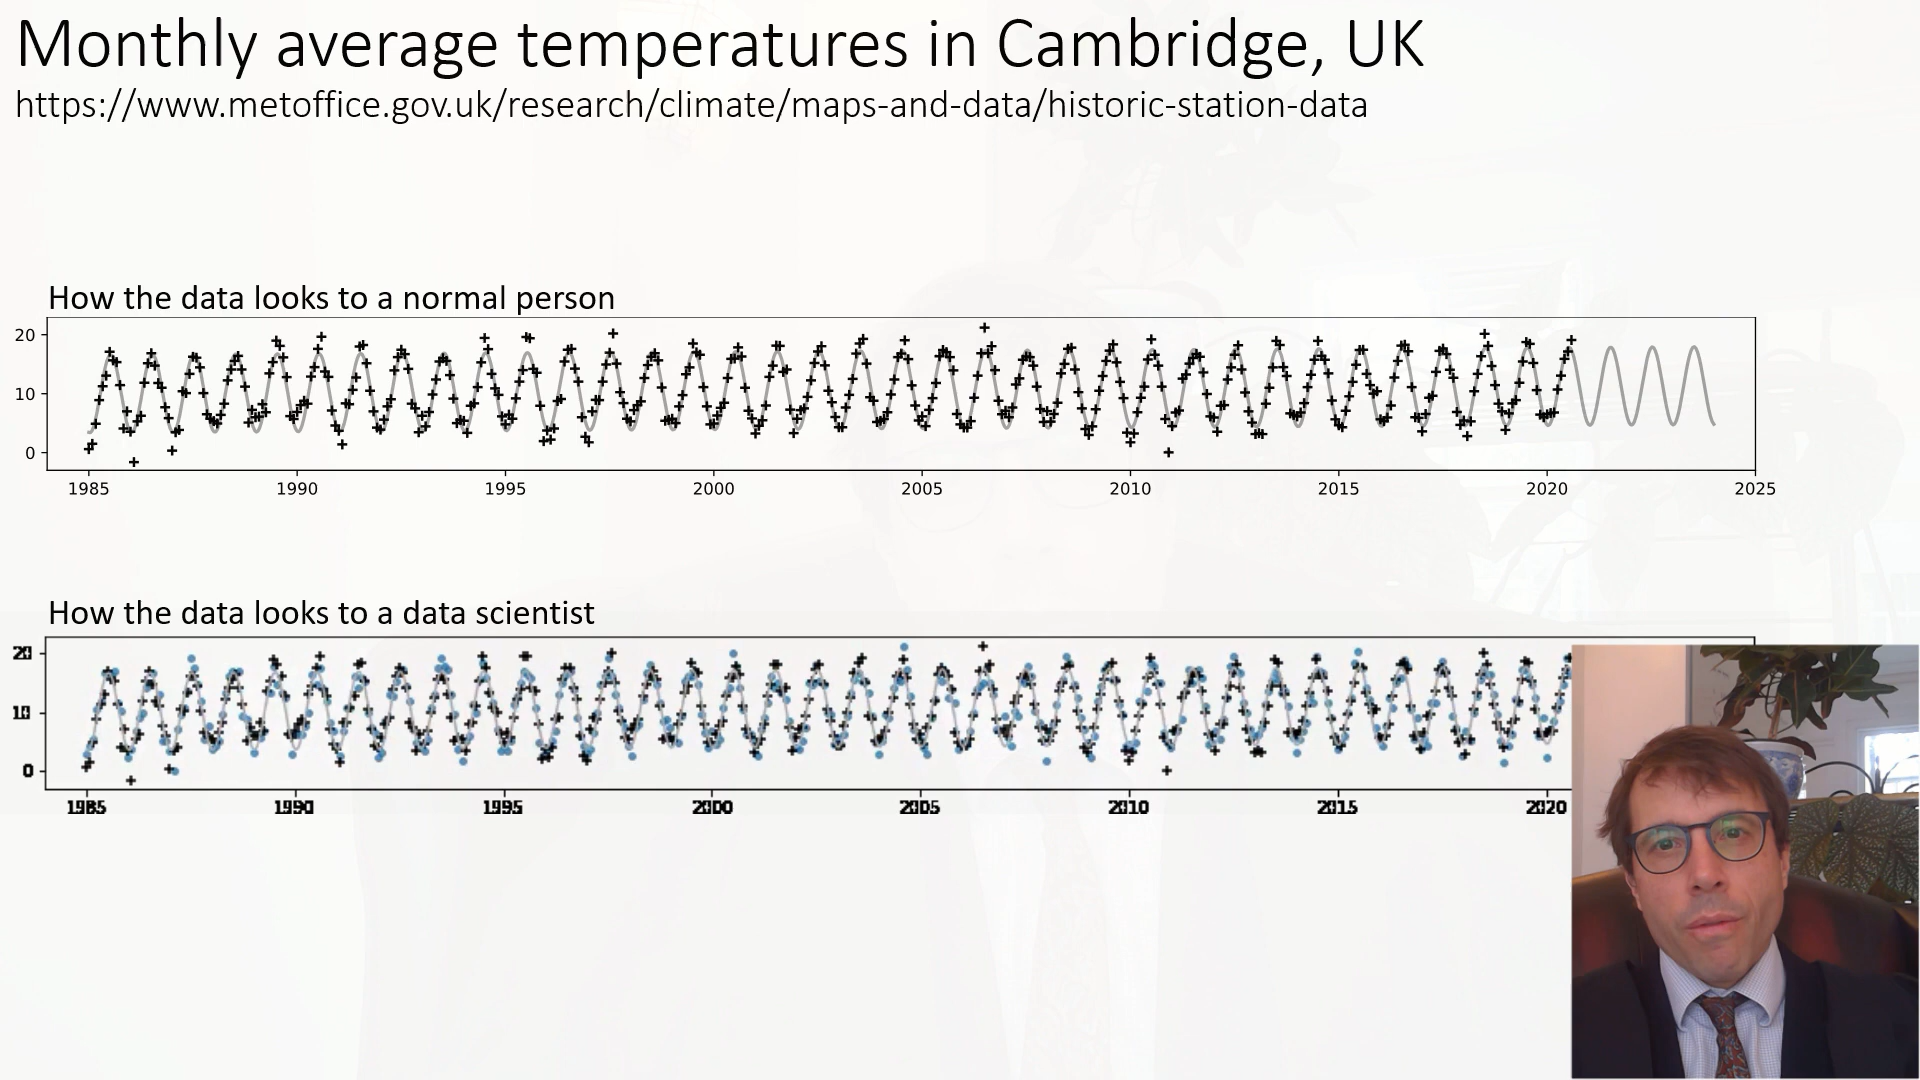 Monthly average temperatures in Cambridge, UK
https://www.metoffice.gov.uk/research/climate/maps-and-data/historic-station-data
How the data looks to a normal person
20
10
0
1985 1990 1995 2000 2005 2010 2015 2020 2025
How the data looks to a data scientist
20
10
0
1985 1990 1995 2000 2005 2010 2015 2020